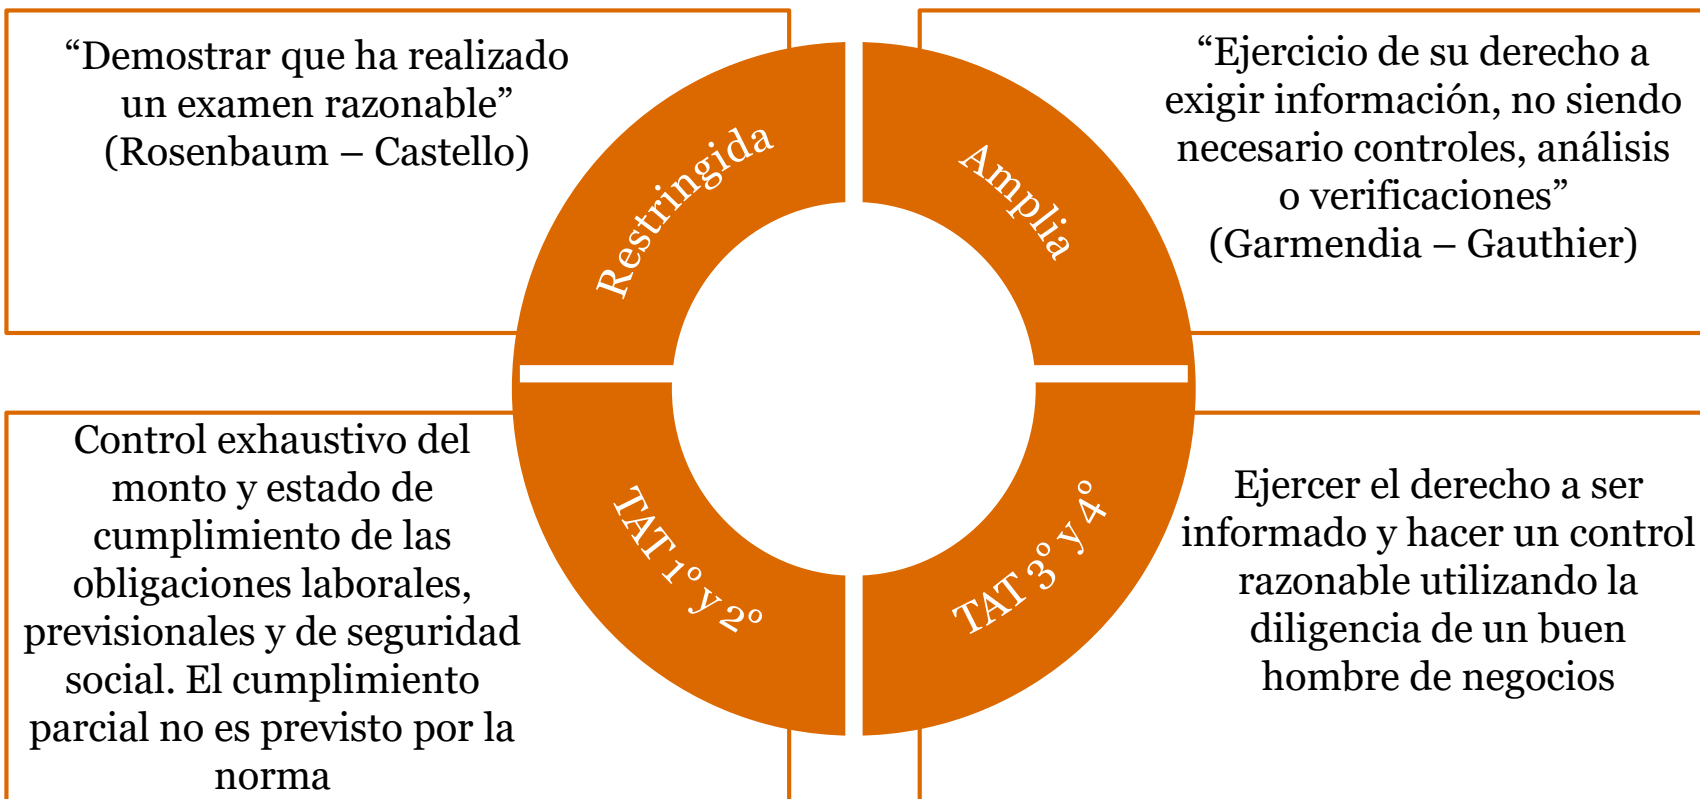 “Demostrar que ha realizado
un examen razonable”
(Rosenbaum – Castello)
Restringida
Amplia
“Ejercicio de su derecho a
exigir información, no siendo
necesario controles, análisis
o verificaciones”
(Garmendia – Gauthier)
Control exhaustivo del
monto y estado de
cumplimiento de las
obligaciones laborales,
previsionales y de seguridad
social. El cumplimiento
parcial no es previsto por la
norma
TAT 1º y 2º
TAT 3º y 4º
Ejercer el derecho a ser
informado y hacer un control
razonable utilizando la
diligencia de un buen
hombre de negocios